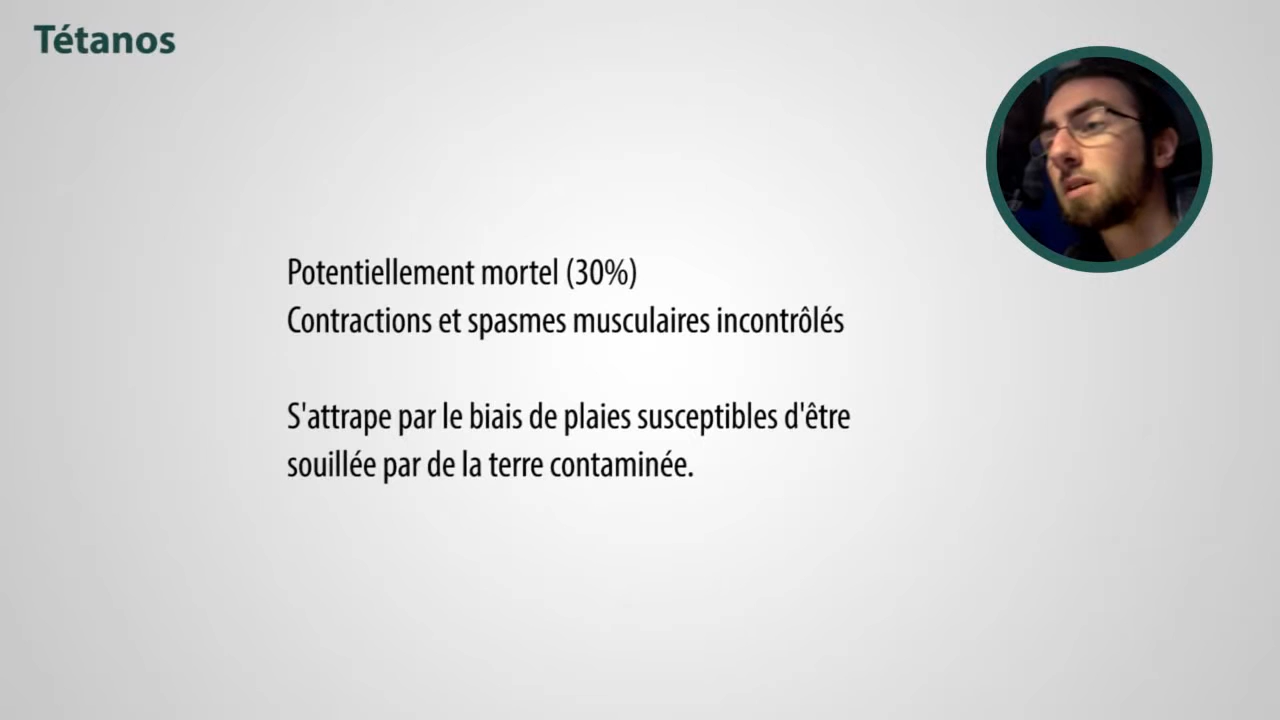 Tétanos
Potentiellement mortel (30%)
Contractions et spasmes musculaires incontrôlés
S'attrape par le biais de plaies susceptibles d'être
souillée par de la terre contaminée.